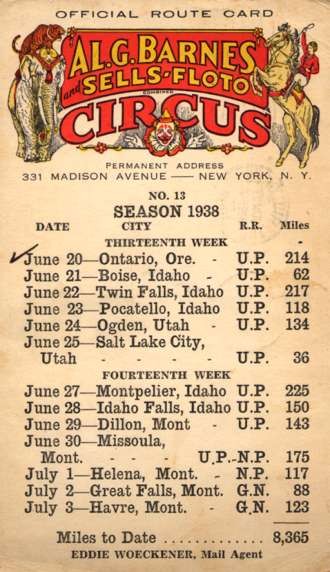 OFFICIAL ROUTE CARD
AL.G. BARNES
and SELLS-FLOTO
COMBINED
CIRCUS
PERMANENT ADDRESS
331 MADISON AVENUE — NEW YORK, N. Y.
NO. 13
SEASON 1938
DATE CITY R.R. Miles
THIRTEENTH WEEK -
June 20—Ontario, Ore. - U.P. 214
June 21—Boise, Idaho - U.P. 62
June 22—Twin Falls, Idaho U.P. 217
June 23—Pocatello, Idaho U.P. 118
June 24—Ogden, Utah - U.P. 134
June 25—Salt Lake City,
Utah - - - - U.P. 36
FOURTEENTH WEEK
June 27—Montpelier, Idaho U.P. 225
June 28—Idaho Falls, Idaho U.P. 150
June 29—Dillon, Mont - U.P. 143
June 30—Missoula,
Mont. - - U.P.-N.P. 175
July 1—Helena, Mont. - N.P. 117
July 2—Great Falls, Mont. G.N. 88
July 3—Havre, Mont. - G.N. 123
Miles to Date ............. 8,365
EDDIE WOECKENER, Mail Agent